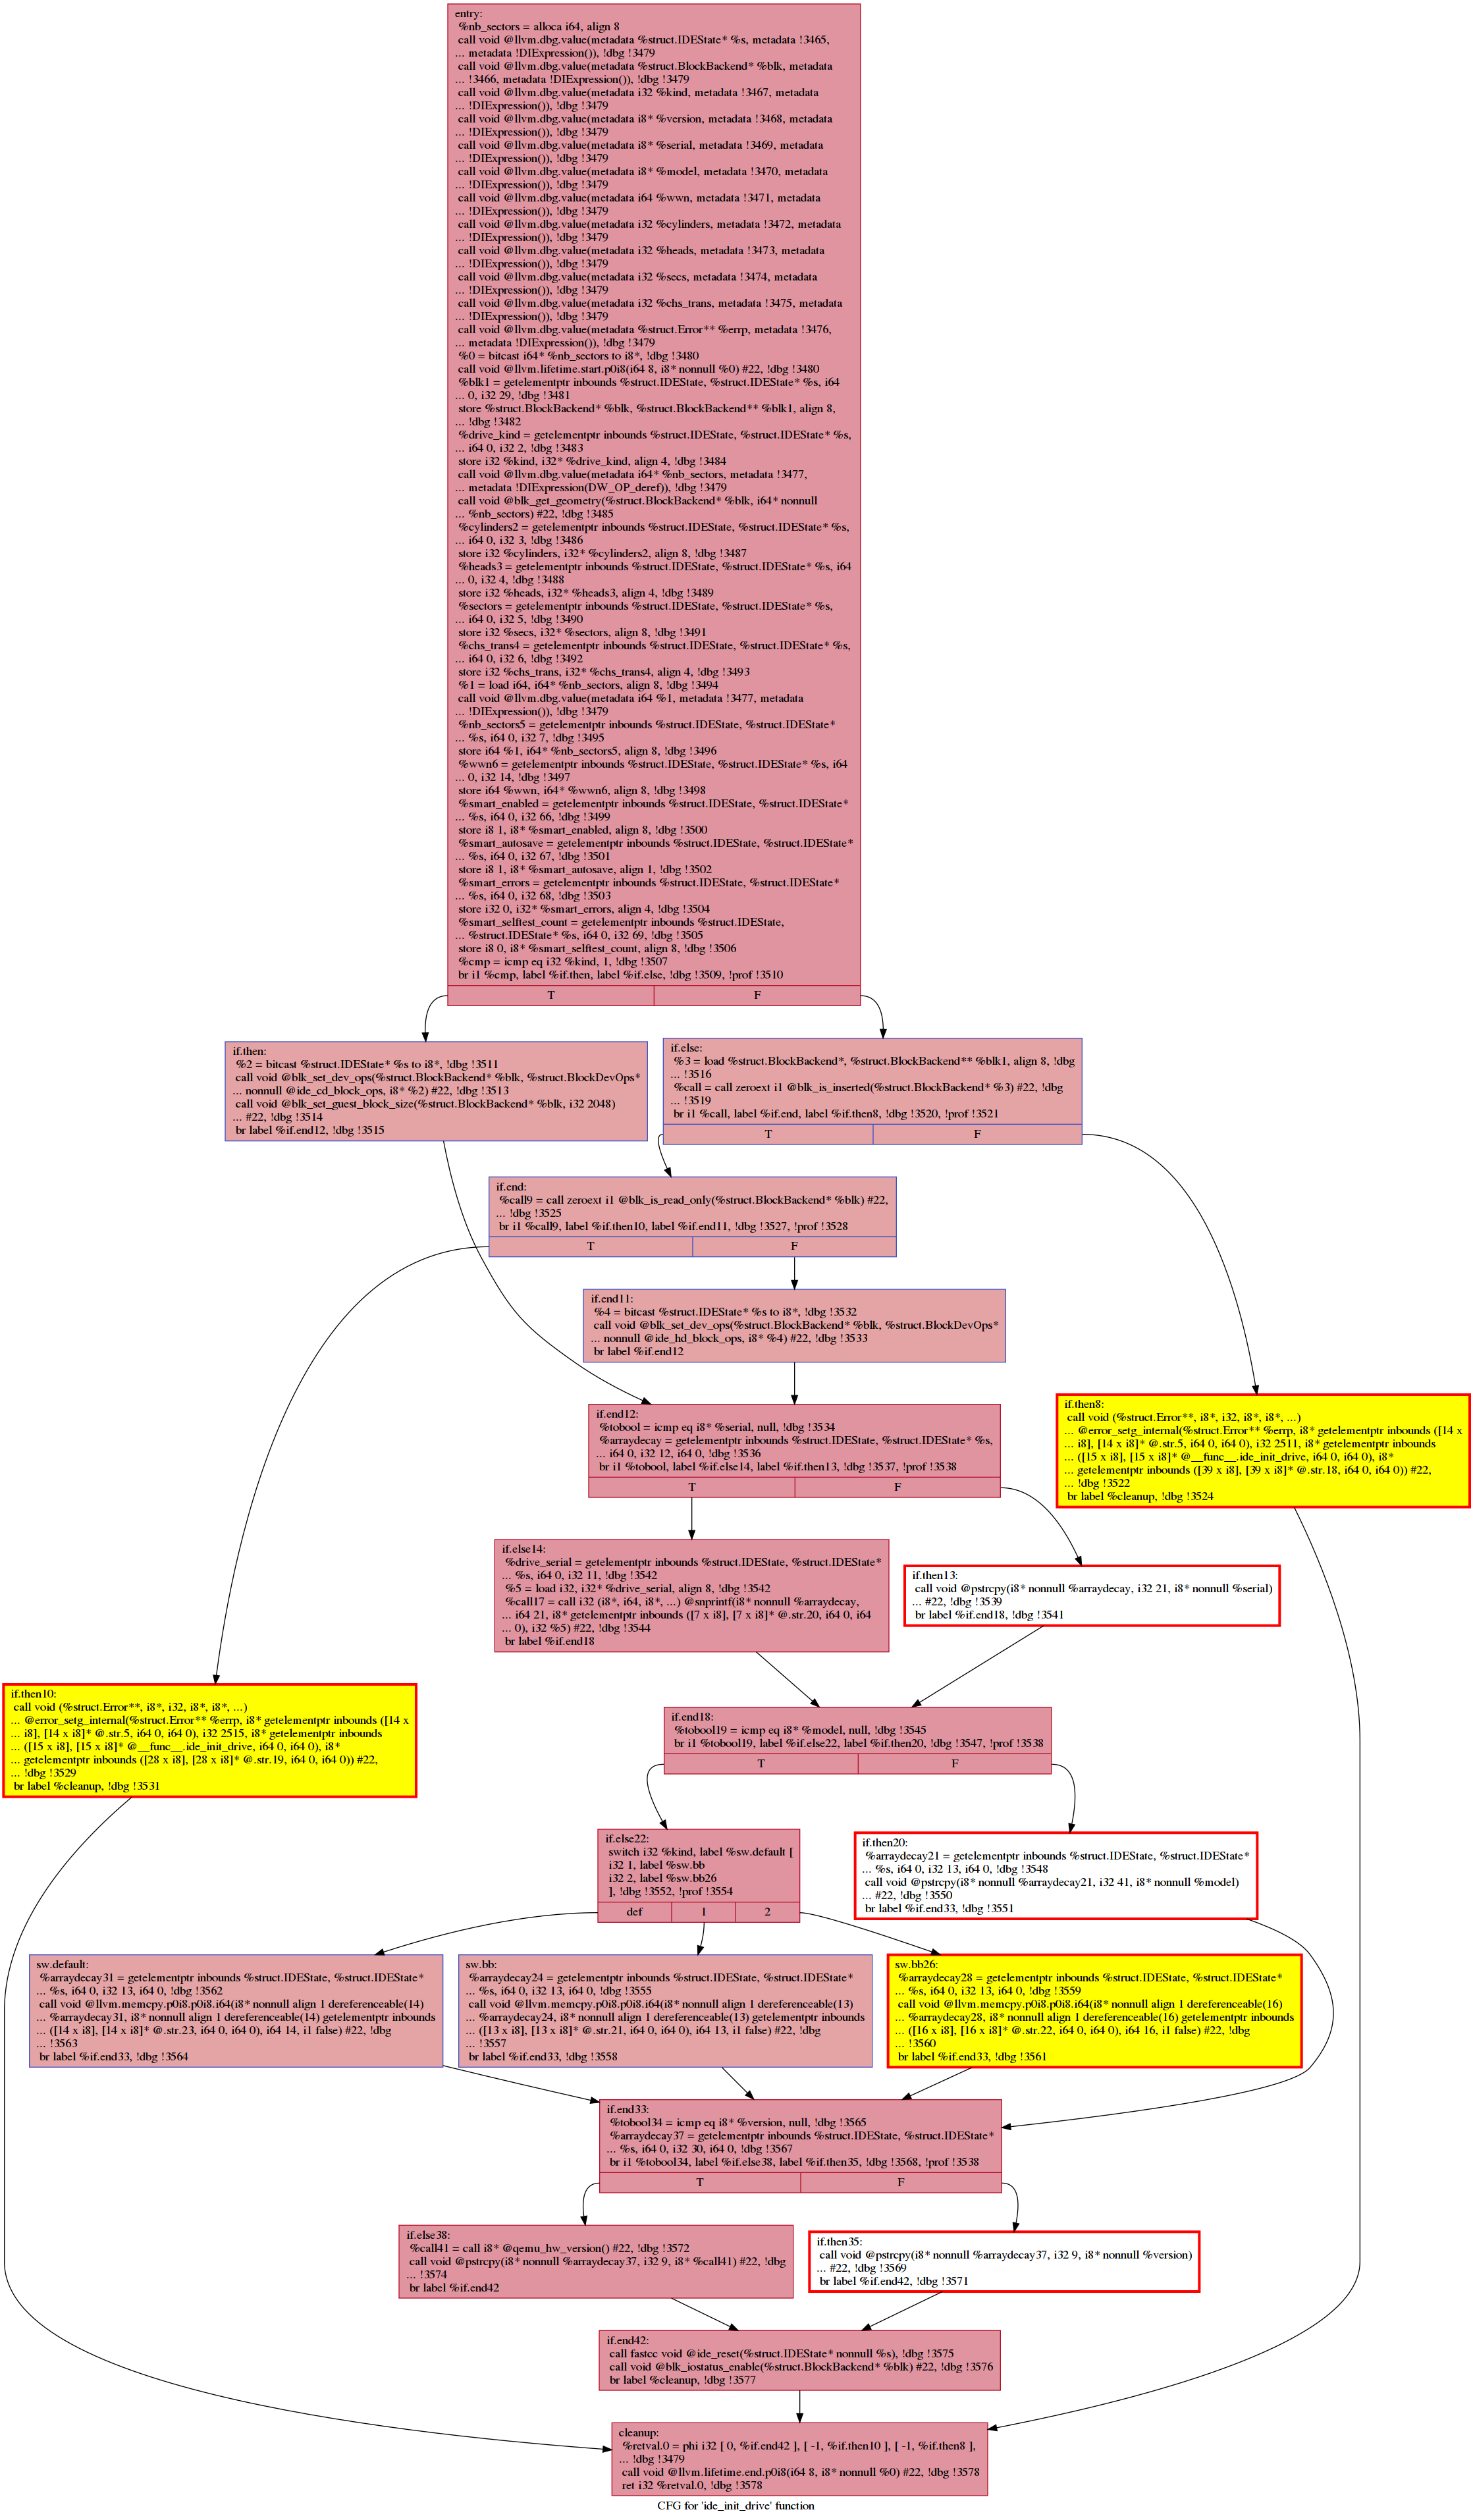 entry:
%nb_sectors = alloca i64, align 8
call void @llvm.dbg.value(metadata %struct.IDEState* %s, metadata !3465,
... metadata !DIExpression()), !dbg !3479
call void @llvm.dbg.value(metadata %struct.BlockBackend* %blk, metadata
... !3466, metadata !DIExpression()), !dbg !3479
call void @llvm.dbg.value(metadata i32 %kind, metadata !3467, metadata
... !DIExpression()), !dbg !3479
call void @llvm.dbg.value(metadata i8* %version, metadata !3468, metadata
... !DIExpression()), !dbg !3479
call void @llvm.dbg.value(metadata i8* %serial, metadata !3469, metadata
... !DIExpression()), !dbg !3479
call void @llvm.dbg.value(metadata i8* %model, metadata !3470, metadata
... !DIExpression()), !dbg !3479
call void @llvm.dbg.value(metadata i64 %wwn, metadata !3471, metadata
... !DIExpression()), !dbg !3479
call void @llvm.dbg.value(metadata i32 %cylinders, metadata !3472, metadata
... !DIExpression()), !dbg !3479
call void @llvm.dbg.value(metadata i32 %heads, metadata !3473, metadata
... !DIExpression()), !dbg !3479
call void @llvm.dbg.value(metadata i32 %secs, metadata !3474, metadata
... !DIExpression()), !dbg !3479
call void @llvm.dbg.value(metadata i32 %chs_trans, metadata !3475, metadata
... !DIExpression()), !dbg !3479
call void @llvm.dbg.value(metadata %struct.Error** %errp, metadata !3476,
... metadata !DIExpression()), !dbg !3479
%0 = bitcast i64* %nb_sectors to i8*, !dbg !3480
call void @llvm.lifetime.start.p0i8(i64 8, i8* nonnull %0) #22, !dbg !3480
%blk1 = getelementptr inbounds %struct.IDEState, %struct.IDEState* %s, i64
... 0, i32 29, !dbg !3481
store %struct.BlockBackend* %blk, %struct.BlockBackend** %blk1, align 8,
... !dbg !3482
%drive_kind = getelementptr inbounds %struct.IDEState, %struct.IDEState* %s,
... i64 0, i32 2, !dbg !3483
store i32 %kind, i32* %drive_kind, align 4, !dbg !3484
call void @llvm.dbg.value(metadata i64* %nb_sectors, metadata !3477,
... metadata !DIExpression(DW_OP_deref)), !dbg !3479
call void @blk_get_geometry(%struct.BlockBackend* %blk, i64* nonnull
... %nb_sectors) #22, !dbg !3485
%cylinders2 = getelementptr inbounds %struct.IDEState, %struct.IDEState* %s,
... i64 0, i32 3, !dbg !3486
store i32 %cylinders, i32* %cylinders2, align 8, !dbg !3487
%heads3 = getelementptr inbounds %struct.IDEState, %struct.IDEState* %s, i64
... 0, i32 4, !dbg !3488
store i32 %heads, i32* %heads3, align 4, !dbg !3489
%sectors = getelementptr inbounds %struct.IDEState, %struct.IDEState* %s,
... i64 0, i32 5, !dbg !3490
store i32 %secs, i32* %sectors, align 8, !dbg !3491
%chs_trans4 = getelementptr inbounds %struct.IDEState, %struct.IDEState* %s,
... i64 0, i32 6, !dbg !3492
store i32 %chs_trans, i32* %chs_trans4, align 4, !dbg !3493
%1 = load i64, i64* %nb_sectors, align 8, !dbg !3494
call void @llvm.dbg.value(metadata i64 %1, metadata !3477, metadata
... !DIExpression()), !dbg !3479
%nb_sectors5 = getelementptr inbounds %struct.IDEState, %struct.IDEState*
... %s, i64 0, i32 7, !dbg !3495
store i64 %1, i64* %nb_sectors5, align 8, !dbg !3496
%wwn6 = getelementptr inbounds %struct.IDEState, %struct.IDEState* %s, i64
... 0, i32 14, !dbg !3497
store i64 %wwn, i64* %wwn6, align 8, !dbg !3498
%smart_enabled = getelementptr inbounds %struct.IDEState, %struct.IDEState*
... %s, i64 0, i32 66, !dbg !3499
store i8 1, i8* %smart_enabled, align 8, !dbg !3500
%smart_autosave = getelementptr inbounds %struct.IDEState, %struct.IDEState*
... %s, i64 0, i32 67, !dbg !3501
store i8 1, i8* %smart_autosave, align 1, !dbg !3502
%smart_errors = getelementptr inbounds %struct.IDEState, %struct.IDEState*
... %s, i64 0, i32 68, !dbg !3503
store i32 0, i32* %smart_errors, align 4, !dbg !3504
%smart_selftest_count = getelementptr inbounds %struct.IDEState,
... %struct.IDEState* %s, i64 0, i32 69, !dbg !3505
store i8 0, i8* %smart_selftest_count, align 8, !dbg !3506
%cmp = icmp eq i32 %kind, 1, !dbg !3507
br i1 %cmp, label %if.then, label %if.else, !dbg !3509, !prof !3510
T F
if.then:
%2 = bitcast %struct.IDEState* %s to i8*, !dbg !3511
call void @blk_set_dev_ops(%struct.BlockBackend* %blk, %struct.BlockDevOps*
... nonnull @ide_cd_block_ops, i8* %2) #22, !dbg !3513
call void @blk_set_guest_block_size(%struct.BlockBackend* %blk, i32 2048)
... #22, !dbg !3514
br label %if.end12, !dbg !3515
if.else:
%3 = load %struct.BlockBackend*, %struct.BlockBackend** %blk1, align 8, !dbg
... !3516
%call = call zeroext i1 @blk_is_inserted(%struct.BlockBackend* %3) #22, !dbg
... !3519
br i1 %call, label %if.end, label %if.then8, !dbg !3520, !prof !3521
T F
if.end:
%call9 = call zeroext i1 @blk_is_read_only(%struct.BlockBackend* %blk) #22,
... !dbg !3525
br i1 %call9, label %if.then10, label %if.end11, !dbg !3527, !prof !3528
T F
if.end11:
%4 = bitcast %struct.IDEState* %s to i8*, !dbg !3532
call void @blk_set_dev_ops(%struct.BlockBackend* %blk, %struct.BlockDevOps*
... nonnull @ide_hd_block_ops, i8* %4) #22, !dbg !3533
br label %if.end12
if.then8:
call void (%struct.Error**, i8*, i32, i8*, i8*, ...)
... @error_setg_internal(%struct.Error** %errp, i8* getelementptr inbounds ([14 x
... i8], [14 x i8]* @.str.5, i64 0, i64 0), i32 2511, i8* getelementptr inbounds
... ([15 x i8], [15 x i8]* @__func__.ide_init_drive, i64 0, i64 0), i8*
... getelementptr inbounds ([39 x i8], [39 x i8]* @.str.18, i64 0, i64 0)) #22,
... !dbg !3522
br label %cleanup, !dbg !3524
if.end12:
%tobool = icmp eq i8* %serial, null, !dbg !3534
%arraydecay = getelementptr inbounds %struct.IDEState, %struct.IDEState* %s,
... i64 0, i32 12, i64 0, !dbg !3536
br i1 %tobool, label %if.else14, label %if.then13, !dbg !3537, !prof !3538
T F
if.else14:
%drive_serial = getelementptr inbounds %struct.IDEState, %struct.IDEState*
... %s, i64 0, i32 11, !dbg !3542
%5 = load i32, i32* %drive_serial, align 8, !dbg !3542
%call17 = call i32 (i8*, i64, i8*, ...) @snprintf(i8* nonnull %arraydecay,
... i64 21, i8* getelementptr inbounds ([7 x i8], [7 x i8]* @.str.20, i64 0, i64
... 0), i32 %5) #22, !dbg !3544
br label %if.end18
if.then13:
call void @pstrcpy(i8* nonnull %arraydecay, i32 21, i8* nonnull %serial)
... #22, !dbg !3539
br label %if.end18, !dbg !3541
if.then10:
call void (%struct.Error**, i8*, i32, i8*, i8*, ...)
... @error_setg_internal(%struct.Error** %errp, i8* getelementptr inbounds ([14 x
... i8], [14 x i8]* @.str.5, i64 0, i64 0), i32 2515, i8* getelementptr inbounds
... ([15 x i8], [15 x i8]* @__func__.ide_init_drive, i64 0, i64 0), i8*
... getelementptr inbounds ([28 x i8], [28 x i8]* @.str.19, i64 0, i64 0)) #22,
... !dbg !3529
br label %cleanup, !dbg !3531
if.end18:
%tobool19 = icmp eq i8* %model, null, !dbg !3545
br i1 %tobool19, label %if.else22, label %if.then20, !dbg !3547, !prof !3538
T F
if.else22:
switch i32 %kind, label %sw.default [
i32 1, label %sw.bb
i32 2, label %sw.bb26
], !dbg !3552, !prof !3554
def 1 2
if.then20:
%arraydecay21 = getelementptr inbounds %struct.IDEState, %struct.IDEState*
... %s, i64 0, i32 13, i64 0, !dbg !3548
call void @pstrcpy(i8* nonnull %arraydecay21, i32 41, i8* nonnull %model)
... #22, !dbg !3550
br label %if.end33, !dbg !3551
sw.default:
%arraydecay31 = getelementptr inbounds %struct.IDEState, %struct.IDEState*
... %s, i64 0, i32 13, i64 0, !dbg !3562
call void @llvm.memcpy.p0i8.p0i8.i64(i8* nonnull align 1 dereferenceable(14)
... %arraydecay31, i8* nonnull align 1 dereferenceable(14) getelementptr inbounds
... ([14 x i8], [14 x i8]* @.str.23, i64 0, i64 0), i64 14, i1 false) #22, !dbg
... !3563
br label %if.end33, !dbg !3564
sw.bb:
%arraydecay24 = getelementptr inbounds %struct.IDEState, %struct.IDEState*
... %s, i64 0, i32 13, i64 0, !dbg !3555
call void @llvm.memcpy.p0i8.p0i8.i64(i8* nonnull align 1 dereferenceable(13)
... %arraydecay24, i8* nonnull align 1 dereferenceable(13) getelementptr inbounds
... ([13 x i8], [13 x i8]* @.str.21, i64 0, i64 0), i64 13, i1 false) #22, !dbg
... !3557
br label %if.end33, !dbg !3558
sw.bb26:
%arraydecay28 = getelementptr inbounds %struct.IDEState, %struct.IDEState*
... %s, i64 0, i32 13, i64 0, !dbg !3559
call void @llvm.memcpy.p0i8.p0i8.i64(i8* nonnull align 1 dereferenceable(16)
... %arraydecay28, i8* nonnull align 1 dereferenceable(16) getelementptr inbounds
... ([16 x i8], [16 x i8]* @.str.22, i64 0, i64 0), i64 16, i1 false) #22, !dbg
... !3560
br label %if.end33, !dbg !3561
if.end33:
%tobool34 = icmp eq i8* %version, null, !dbg !3565
%arraydecay37 = getelementptr inbounds %struct.IDEState, %struct.IDEState*
... %s, i64 0, i32 30, i64 0, !dbg !3567
br i1 %tobool34, label %if.else38, label %if.then35, !dbg !3568, !prof !3538
T F
if.else38:
%call41 = call i8* @qemu_hw_version() #22, !dbg !3572
call void @pstrcpy(i8* nonnull %arraydecay37, i32 9, i8* %call41) #22, !dbg
... !3574
br label %if.end42
if.then35:
call void @pstrcpy(i8* nonnull %arraydecay37, i32 9, i8* nonnull %version)
... #22, !dbg !3569
br label %if.end42, !dbg !3571
if.end42:
call fastcc void @ide_reset(%struct.IDEState* nonnull %s), !dbg !3575
call void @blk_iostatus_enable(%struct.BlockBackend* %blk) #22, !dbg !3576
br label %cleanup, !dbg !3577
cleanup:
%retval.0 = phi i32 [ 0, %if.end42 ], [ -1, %if.then10 ], [ -1, %if.then8 ],
... !dbg !3479
call void @llvm.lifetime.end.p0i8(i64 8, i8* nonnull %0) #22, !dbg !3578
ret i32 %retval.0, !dbg !3578
CFG for 'ide_init_drive' function